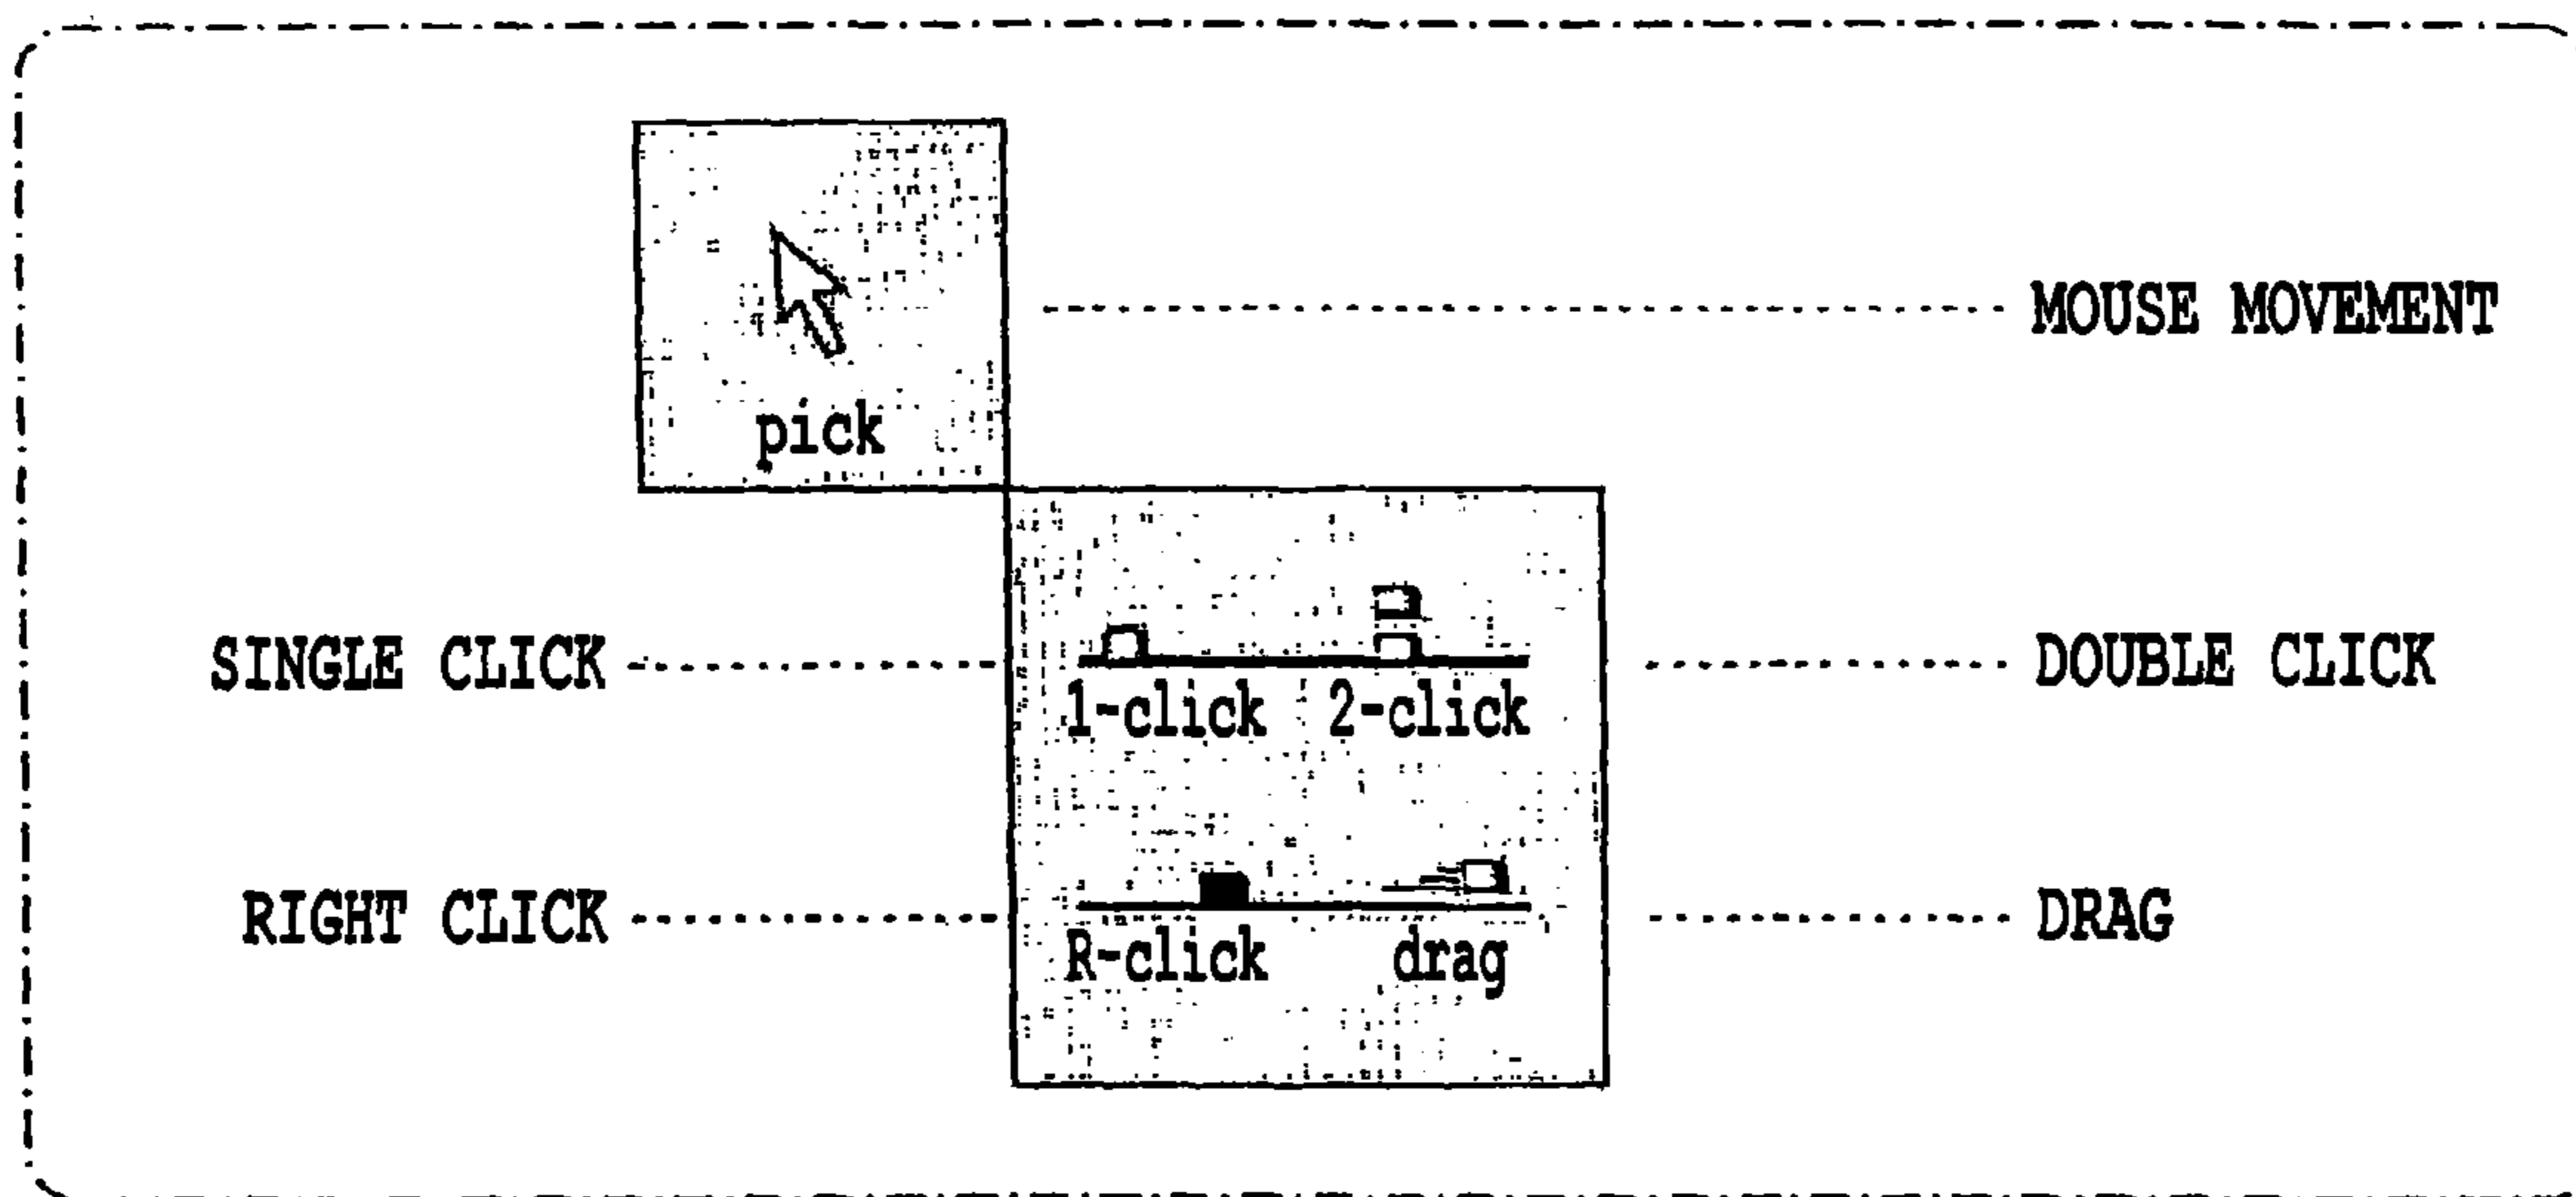 MOUSE MOVEMENT
pick
SINGLE CLICK
1-click 2-click
DOUBLE CLICK
RIGHT CLICK
R-click drag
DRAG